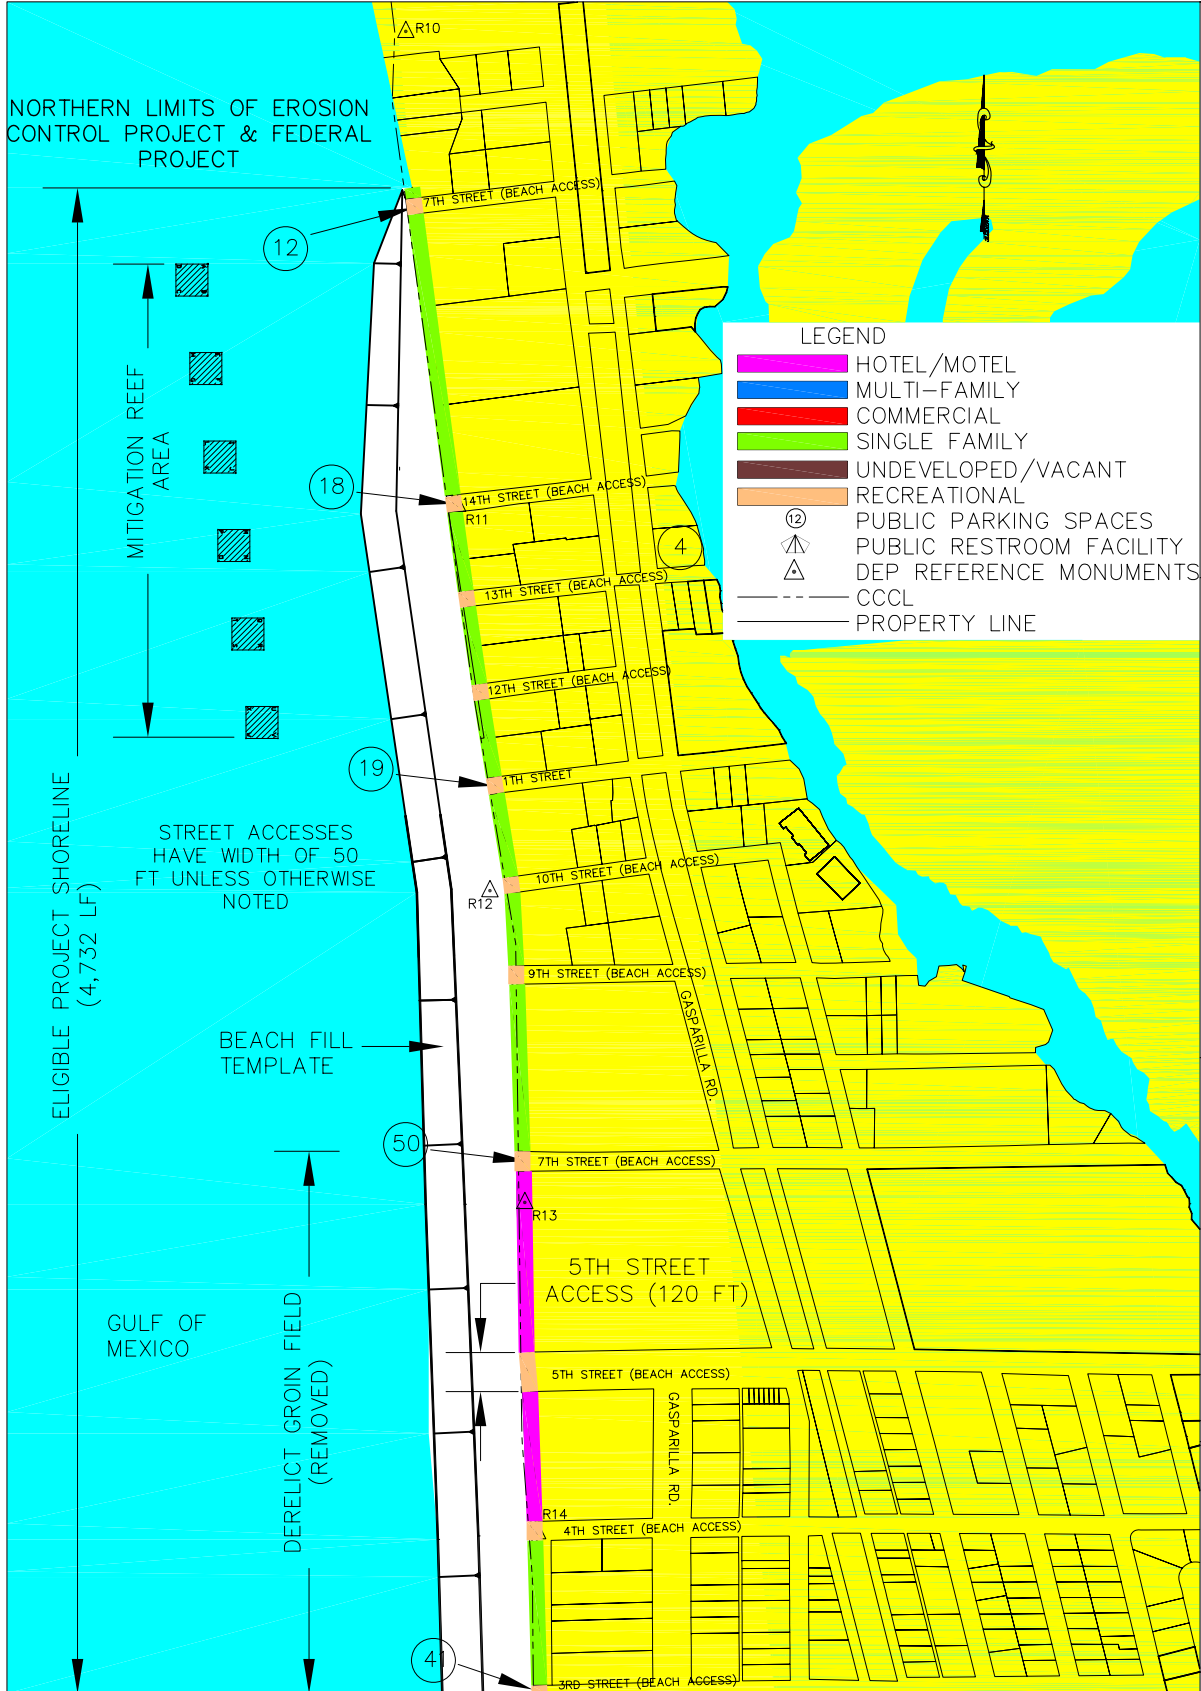 R10
NORTHERN LIMITS OF EROSION
CONTROL PROJECT & FEDERAL
PROJECT
7TH STREET (BEACH ACCESS)
12
LEGEND
HOTEL/MOTEL
MULTI-FAMILY
COMMERCIAL
SINGLE FAMILY
UNDEVELOPED/VACANT
RECREATIONAL
12 PUBLIC PARKING SPACES
PUBLIC RESTROOM FACILITY
DEP REFERENCE MONUMENTS
CCCL
PROPERTY LINE
MITIGATION REEF
AREA
18
14TH STREET (BEACH ACCESS)
R11
4
13TH STREET (BEACH ACCESS)
12TH STREET (BEACH ACCESS)
19
1TH STREET
ELIGIBLE PROJECT SHORELINE
(4,732 LF)
STREET ACCESSES
HAVE WIDTH OF 50
FT UNLESS OTHERWISE
NOTED
10TH STREET (BEACH ACCESS)
R12
9TH STREET (BEACH ACCESS)
GASPARILLA RD.
BEACH FILL
TEMPLATE
50
7TH STREET (BEACH ACCESS)
R13
5TH STREET
ACCESS (120 FT)
GULF OF
MEXICO
DERELICT GROIN FIELD
(REMOVED)
5TH STREET (BEACH ACCESS)
GASPARILLA RD.
R14
4TH STREET (BEACH ACCESS)
41
3RD STREET (BEACH ACCESS)